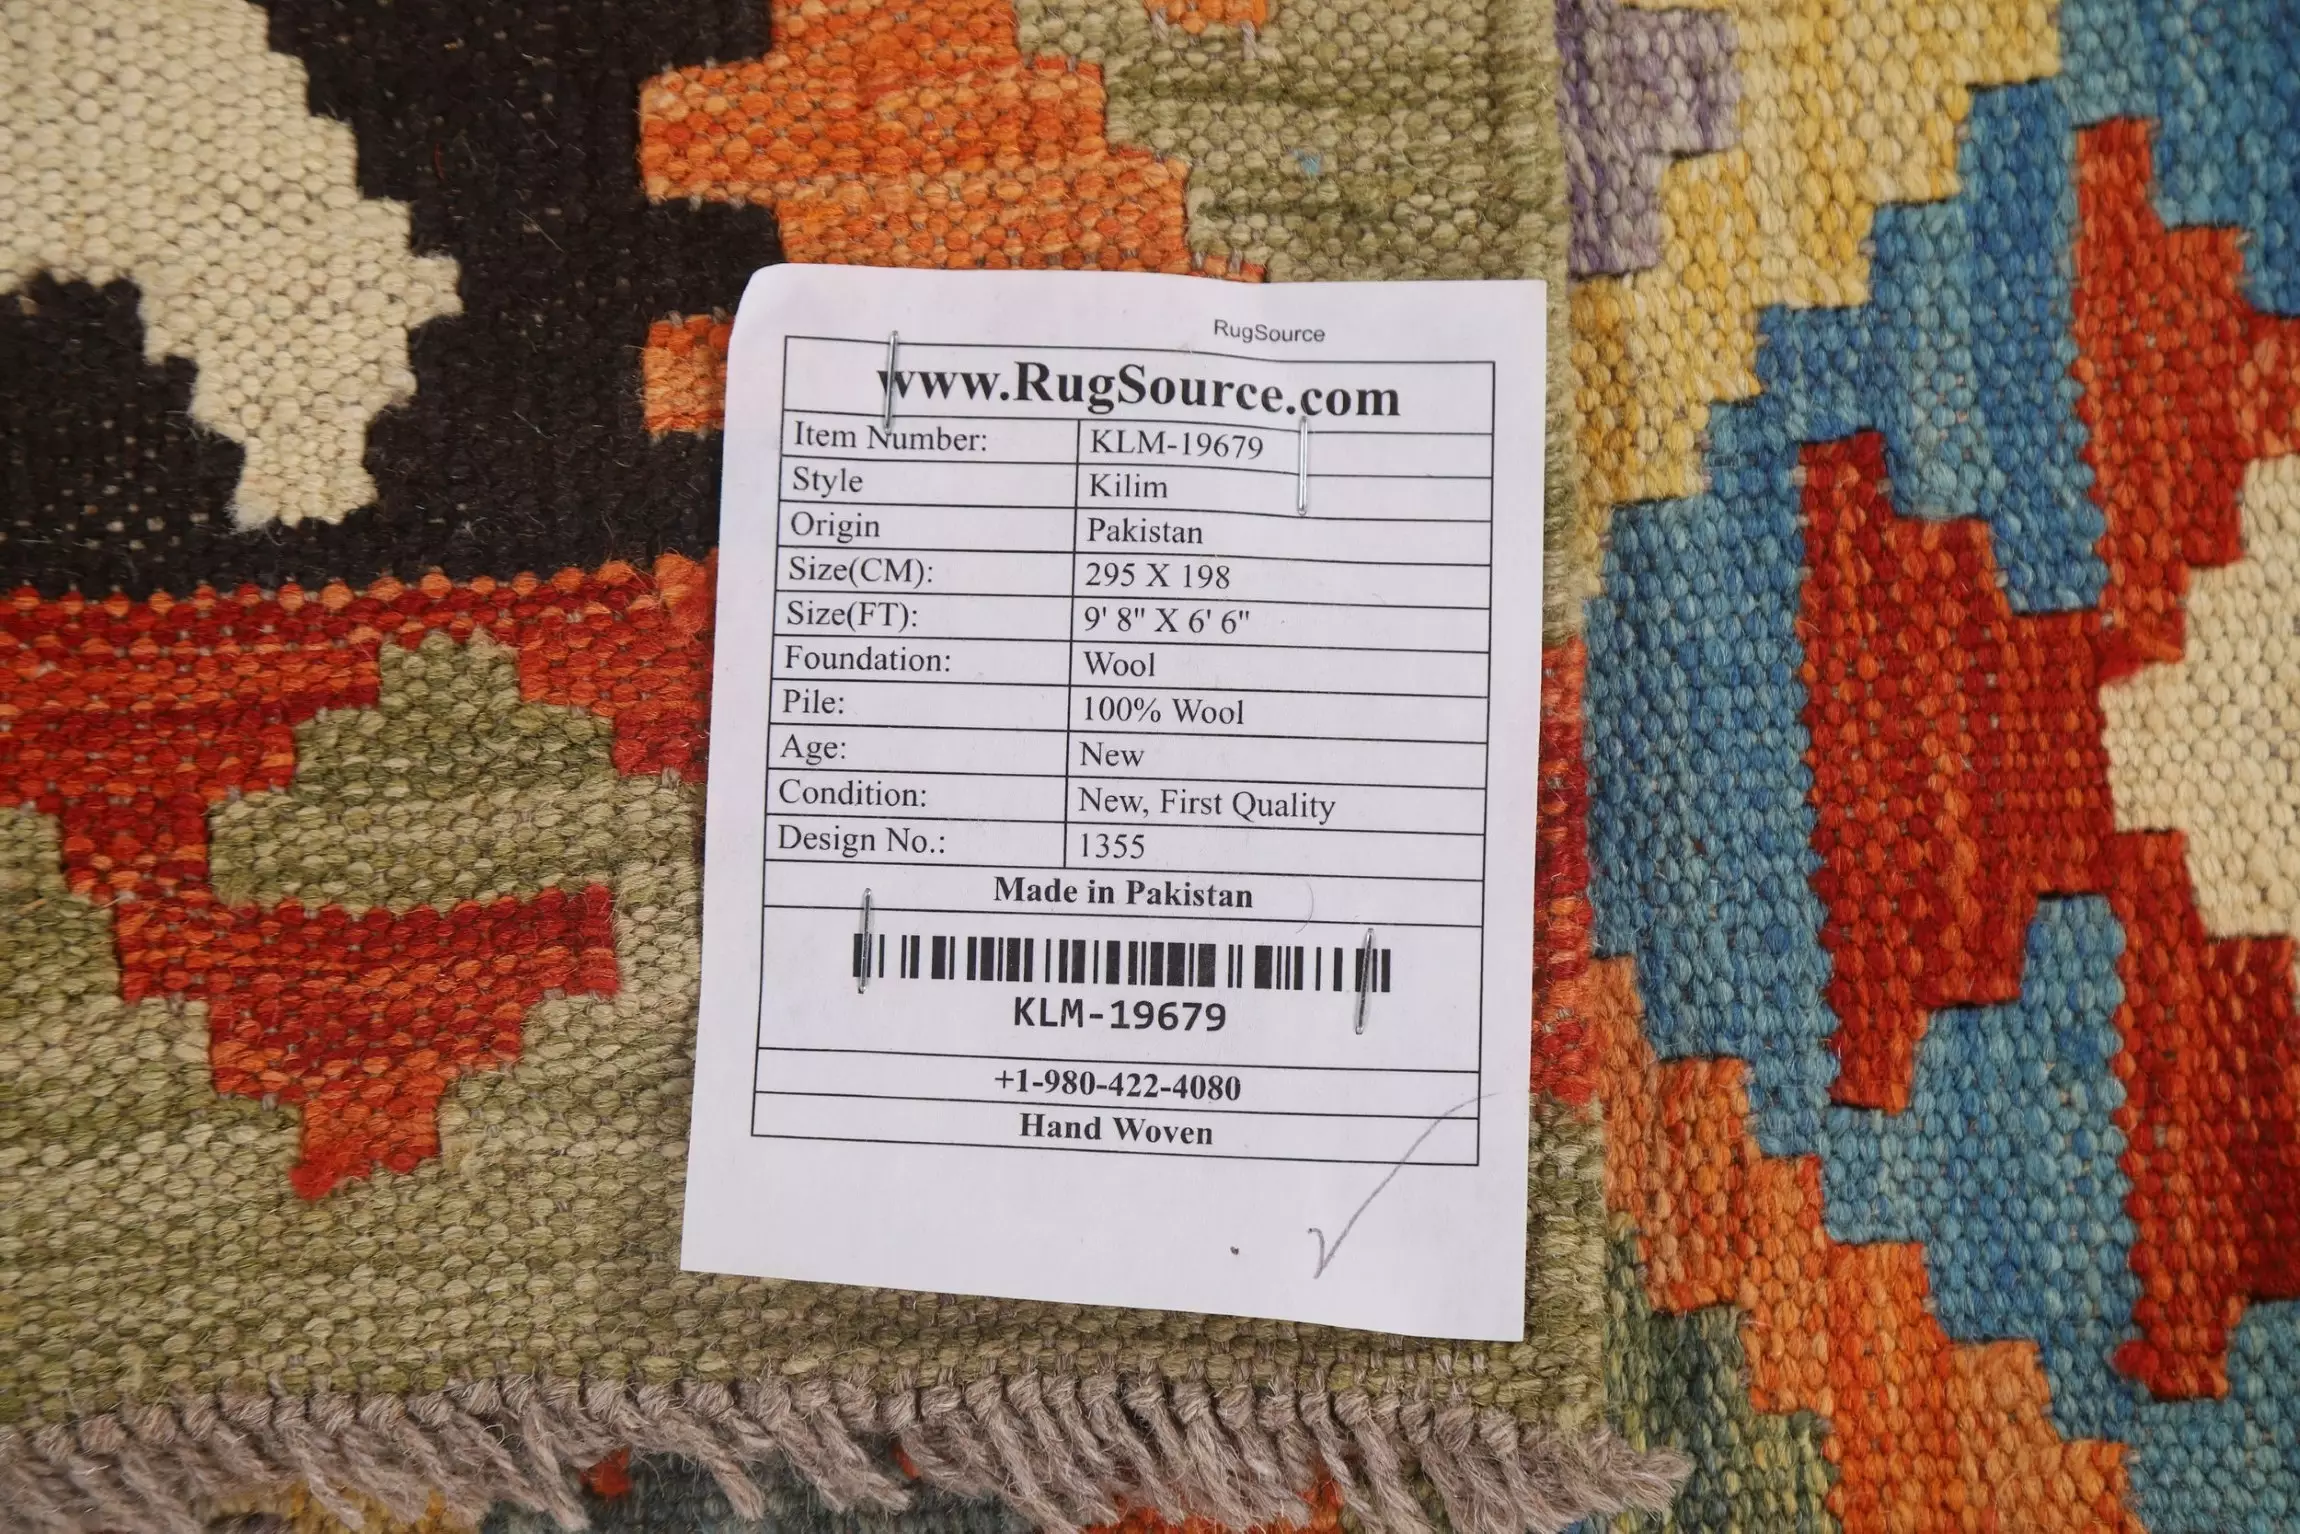 RugSource
www.RugSource.com
Item Number: KLM-19679
Style Kilim
Origin Pakistan
Size(CM): 295 X 198
Size(FT): 9' 8" X 6' 6"
Foundation: Wool
Pile: 100% Wool
Age: New
Condition: New, First Quality
Design No.: 1355
Made in Pakistan
KLM-19679
+1-980-422-4080
Hand Woven